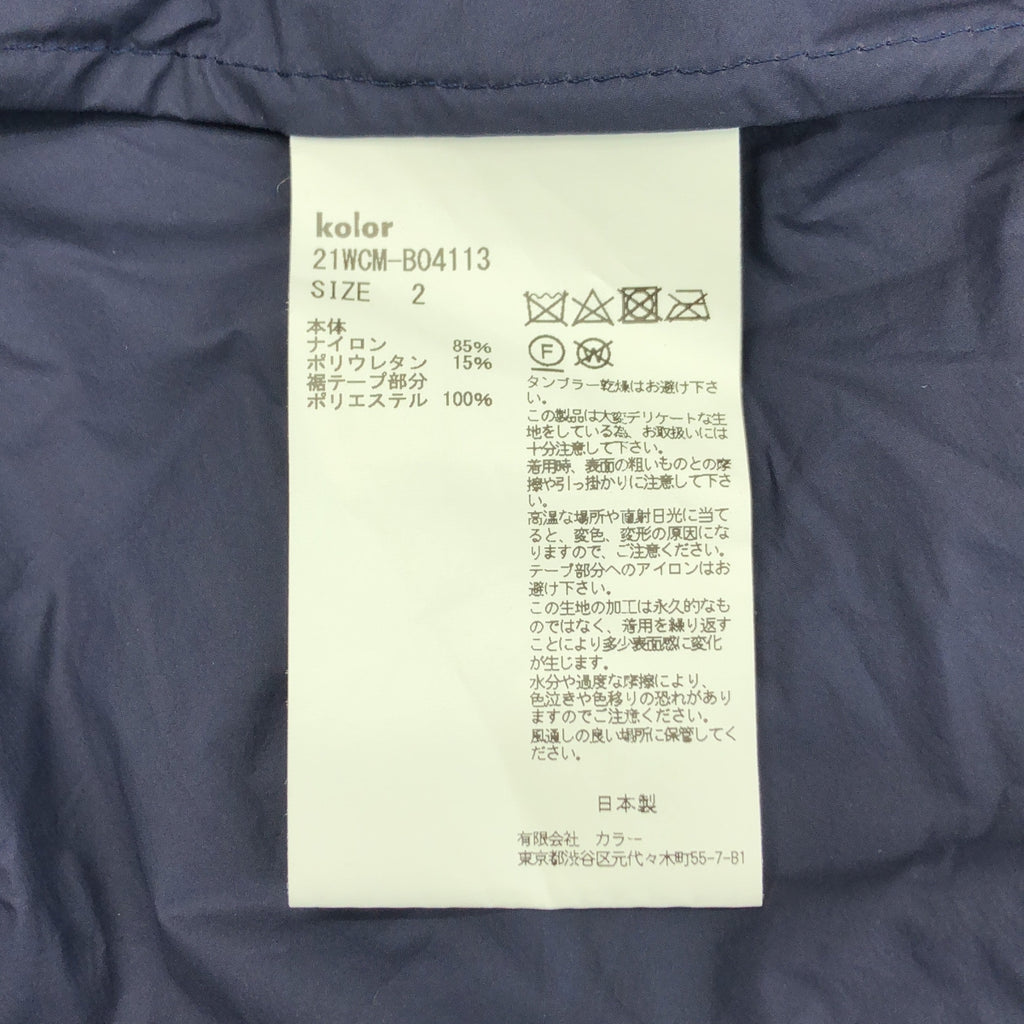 kolor
21WCM-B04113
SIZE 2
本体
ナイロン 85%
ポリウレタン 15%
裾テープ部分
ポリエステル 100%
F
W
タンブラー乾燥はお避け下さ
い。
この製品は大変デリケートな生
地をしている為、お取扱いには
十分注意して下さい。
着用時、表面の粗いものとの摩
擦や引っ掛かりに注意して下さ
い。
高温な場所や直射日光に当て
ると、変色、変形の原因にな
りますので、ご注意ください。
テープ部分へのアイロンはお
避け下さい。
この生地の加工は永久的なも
のではなく、着用を繰り返す
ことにより多少表面感に変化
が生じます。
水分や過度な摩擦により、
色泣きや色移りの恐れがあり
ますのでご注意ください。
風通しの良い場所に保管してく
ださい。
日本製
有限会社 カラー
東京都渋谷区元代々木町55-7-B1